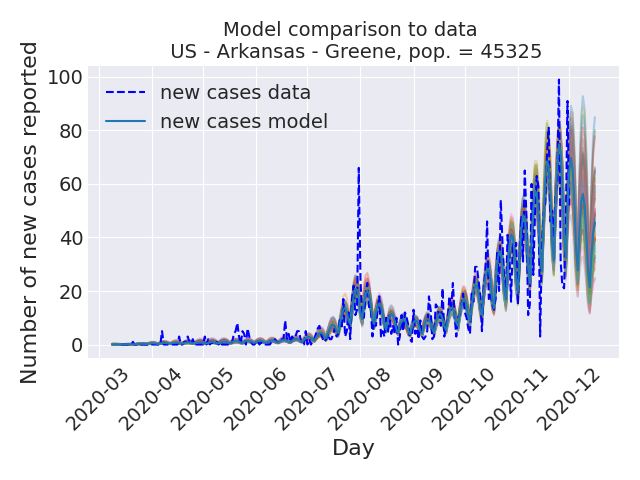 Model comparison to data
US - Arkansas - Greene, pop. = 45325
Number of new cases reported
100
80
60
40
20
0
new cases data
new cases model
2020-03
2020-04
2020-05
2020-06
2020-07
2020-08
2020-09
2020-10
2020-11
2020-12
Day